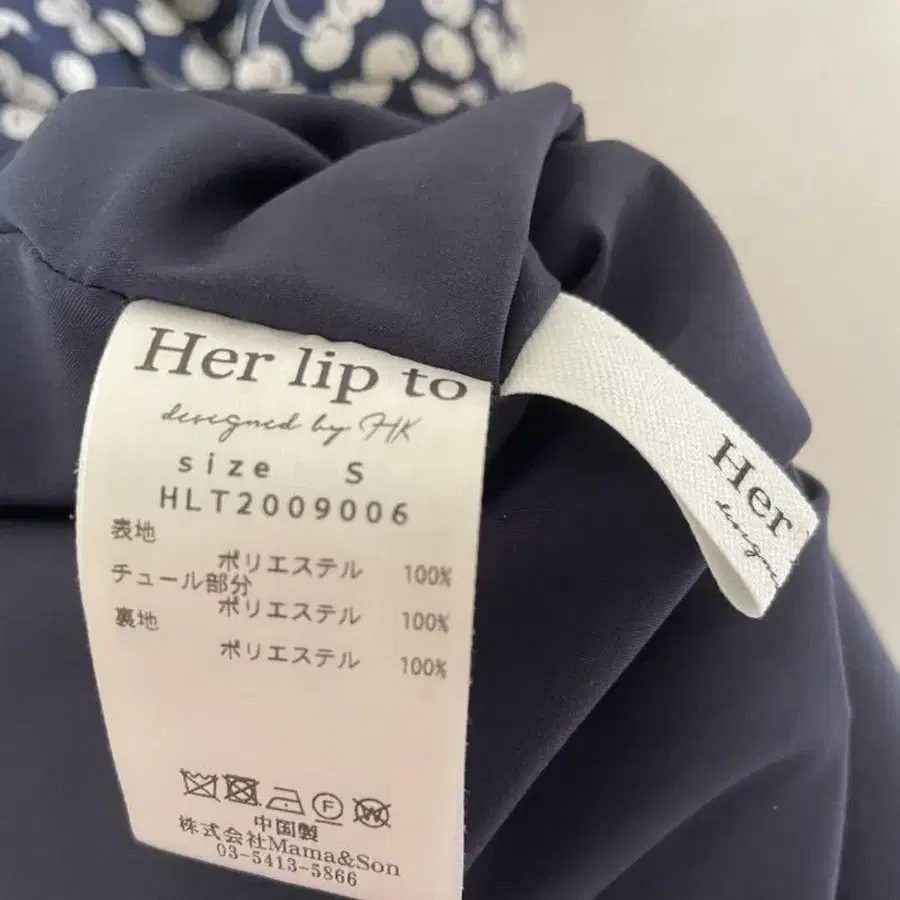 Her lip to
designed by HK
size S
HLT2009006
表地
ポリエステル 100%
チュール部分
ポリエステル 100%
裏地
ポリエステル 100%
F
W
中国製
株式会社Mama&Son
03-5413-5866
Her